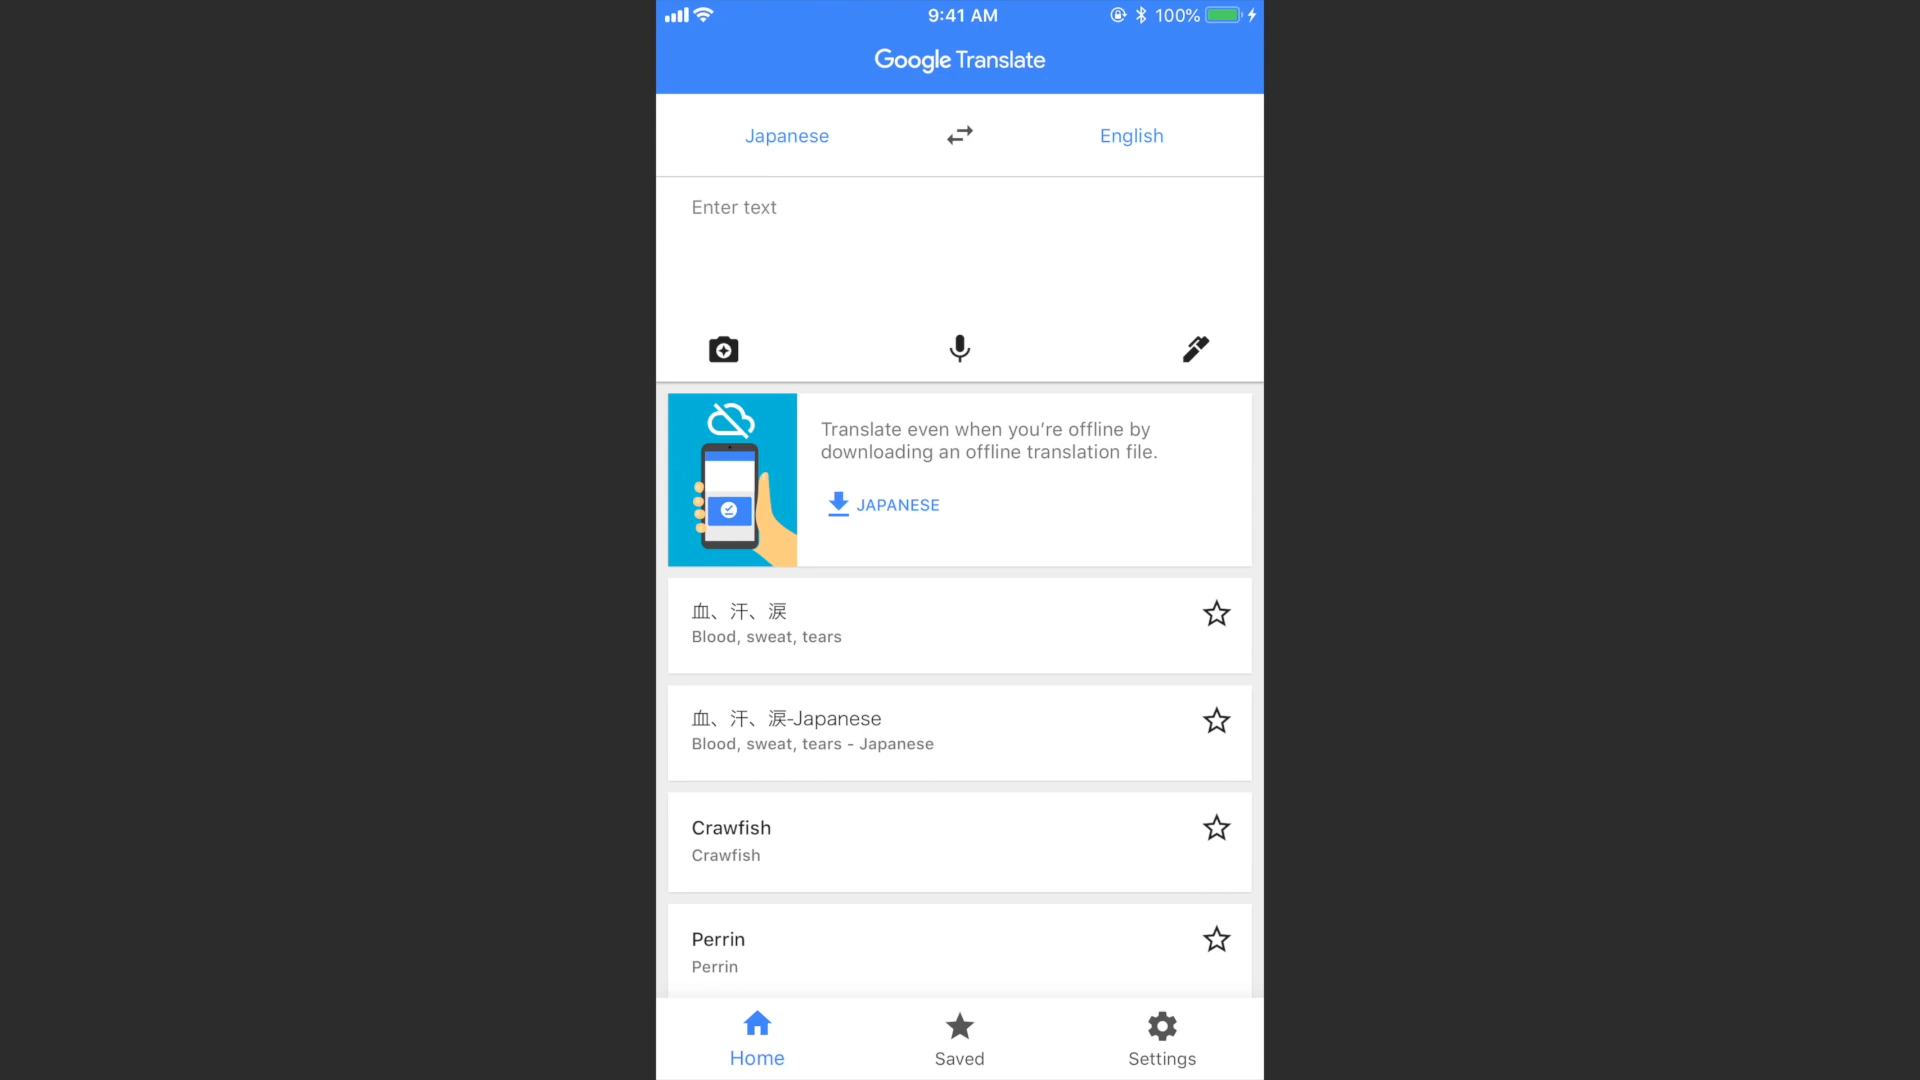 9:41 AM
100%
Google Translate
Japanese
English
Enter text
Translate even when you’re offline by
downloading an offline translation file.
JAPANESE
血、汗、涙
Blood, sweat, tears
血、汗、涙-Japanese
Blood, sweat, tears - Japanese
Crawfish
Crawfish
Perrin
Perrin
Home
Saved
Settings